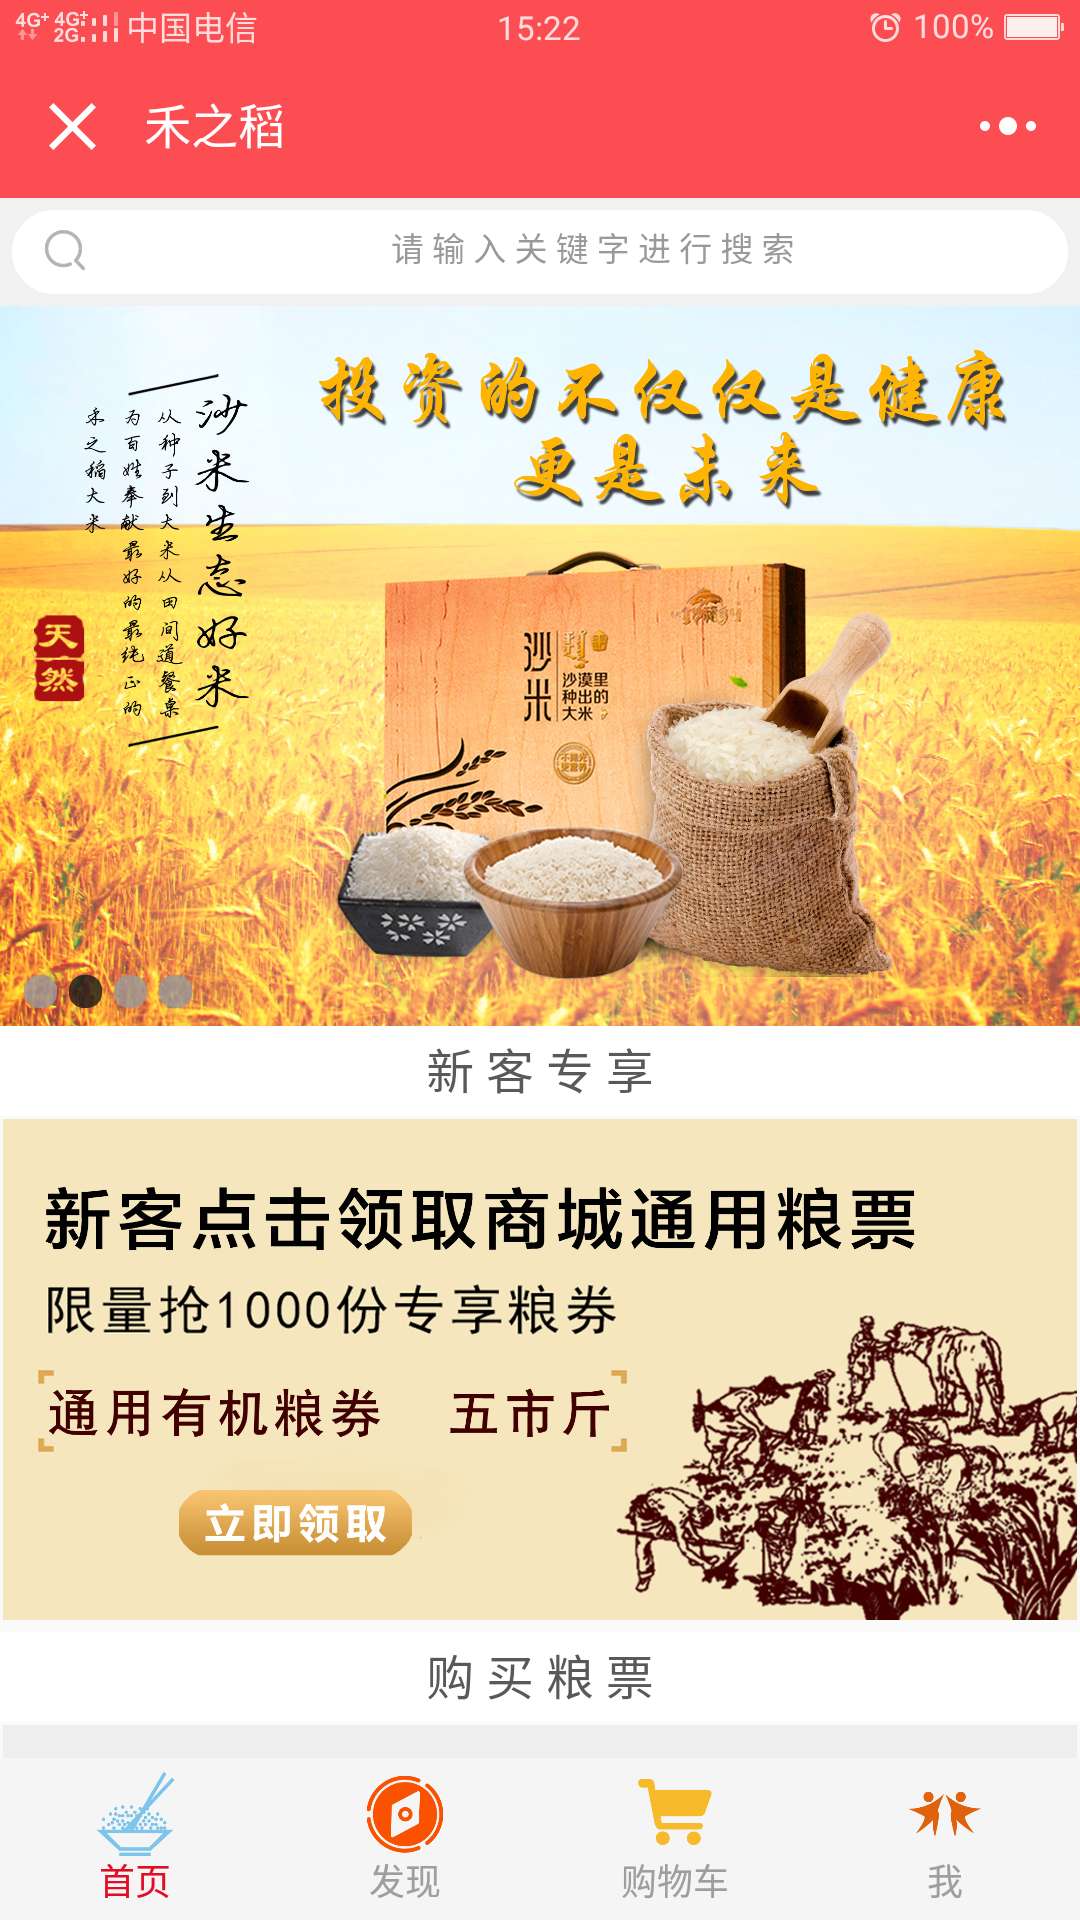 4G+ 4G+ 2G 中国电信 15:22 100%
禾之稻
请输入关键字进行搜索
投资的不仅仅是健康
更是未来
沙米生态好米
从种子到大米从田间道餐桌
为百姓奉献最好的最纯正的
禾之稻大米
天然
沙米
沙漠里
种出的
大米
新客专享
新客点击领取商城通用粮票
限量抢1000份专享粮券
通用有机粮券 五市斤
立即领取
购买粮票
首页 发现 购物车 我